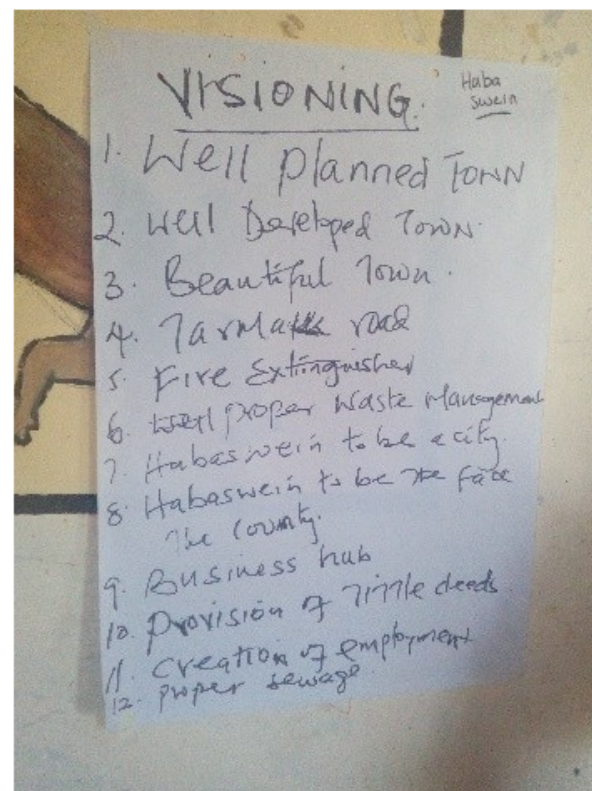 VISIONING.
Haba
Swein
1. Well planned TOWN
2. Well Developed Town.
3. Beautiful Town.
4. Tarmack road
5. Fire Extinguisher
6. proper Waste Management
7. Habaswein to be a city.
8. Habaswein to be the face
The county.
9. Business hub
10. provision of Tittle deeds
11. Creation of employment
12. proper sewage.